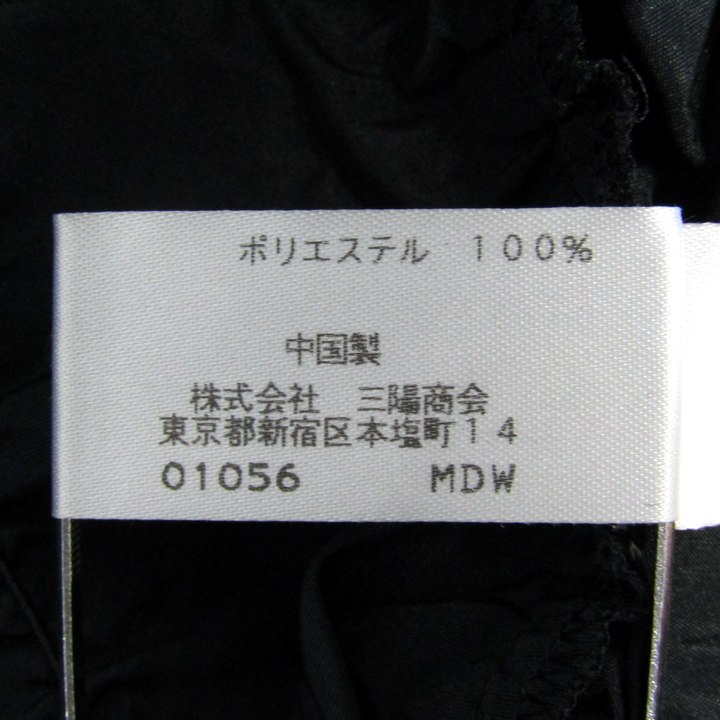 ポリエステル　１００％
中国製
株式会社　三陽商会
東京都新宿区本塩町１４
01056 MDW